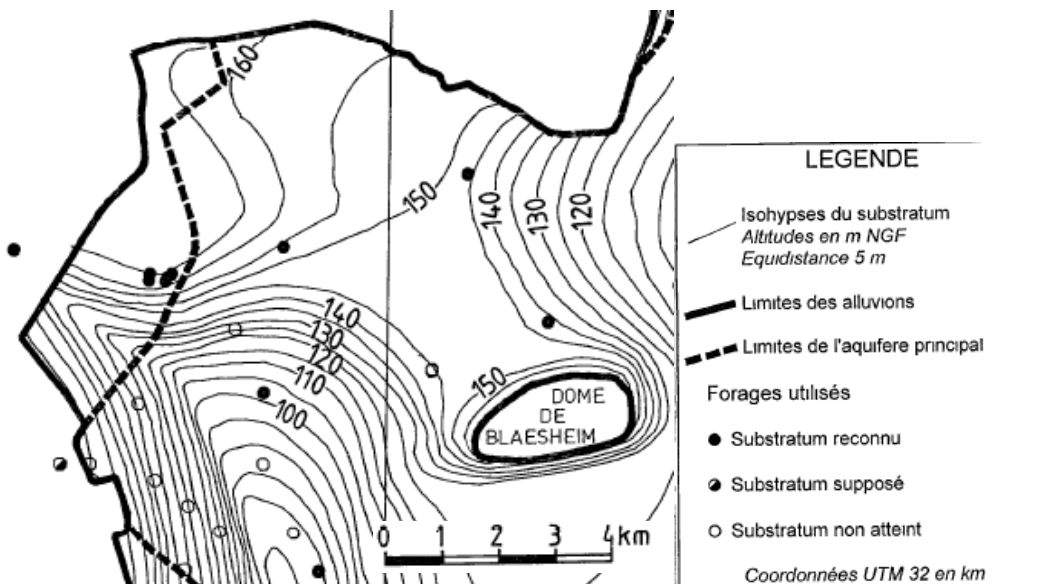 160
150
140
130
120
140
130
120
110
100
150
DOME
DE
BLAESHEIM
0 1 2 3 4 km
LEGENDE
Isohypses du substratum
Altitudes en m NGF
Equidistance 5 m
Limites des alluvions
Limites de l'aquifere principal
Forages utilisés
Substratum reconnu
Substratum supposé
Substratum non atteint
Coordonnées UTM 32 en km